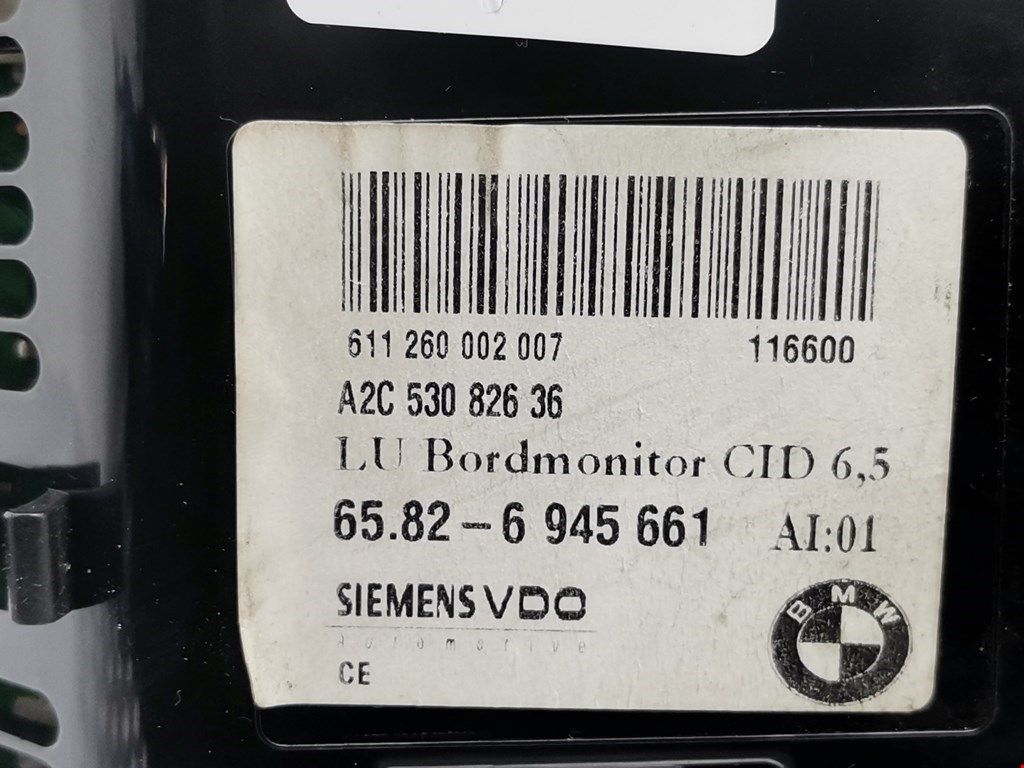 611 260 002 007 116600
A2C 530 826 36
LU Bordmonitor CID 6,5
65.82-6 945 661 AI:01
SIEMENS VDO
Automotive
CE
BMW